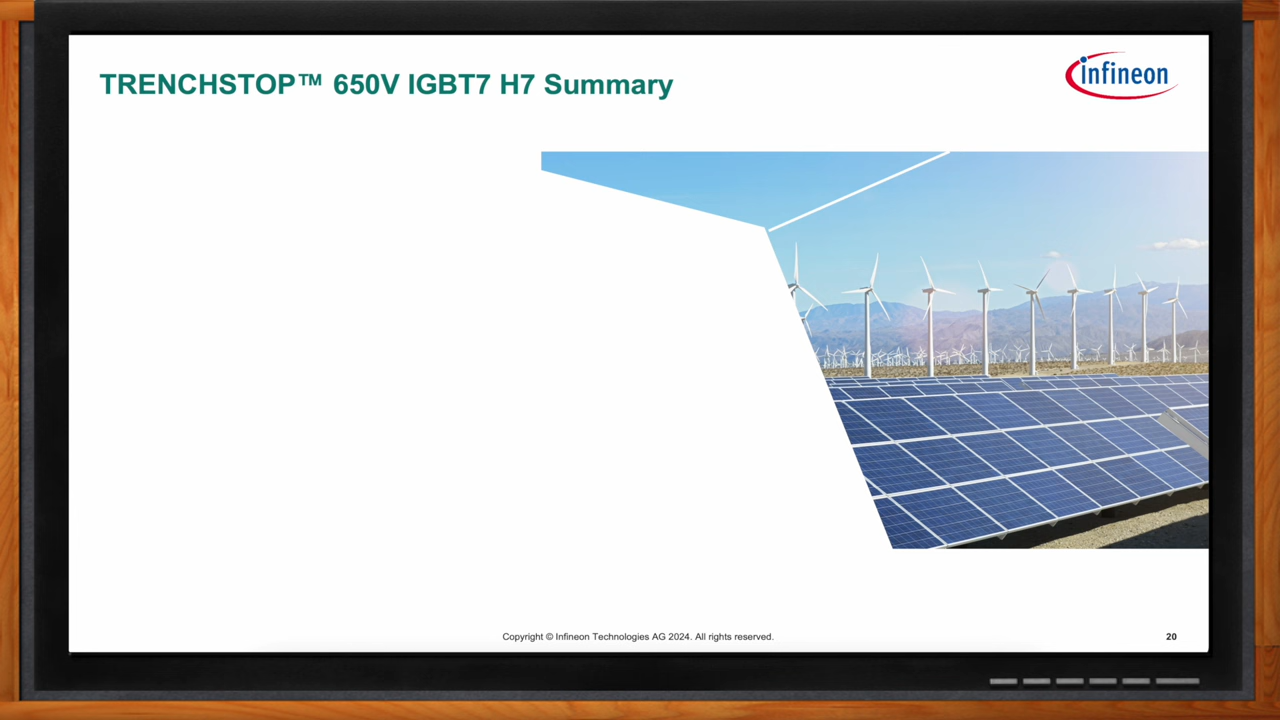 TRENCHSTOP™ 650V IGBT7 H7 Summary
infineon
Copyright © Infineon Technologies AG 2024. All rights reserved.
20